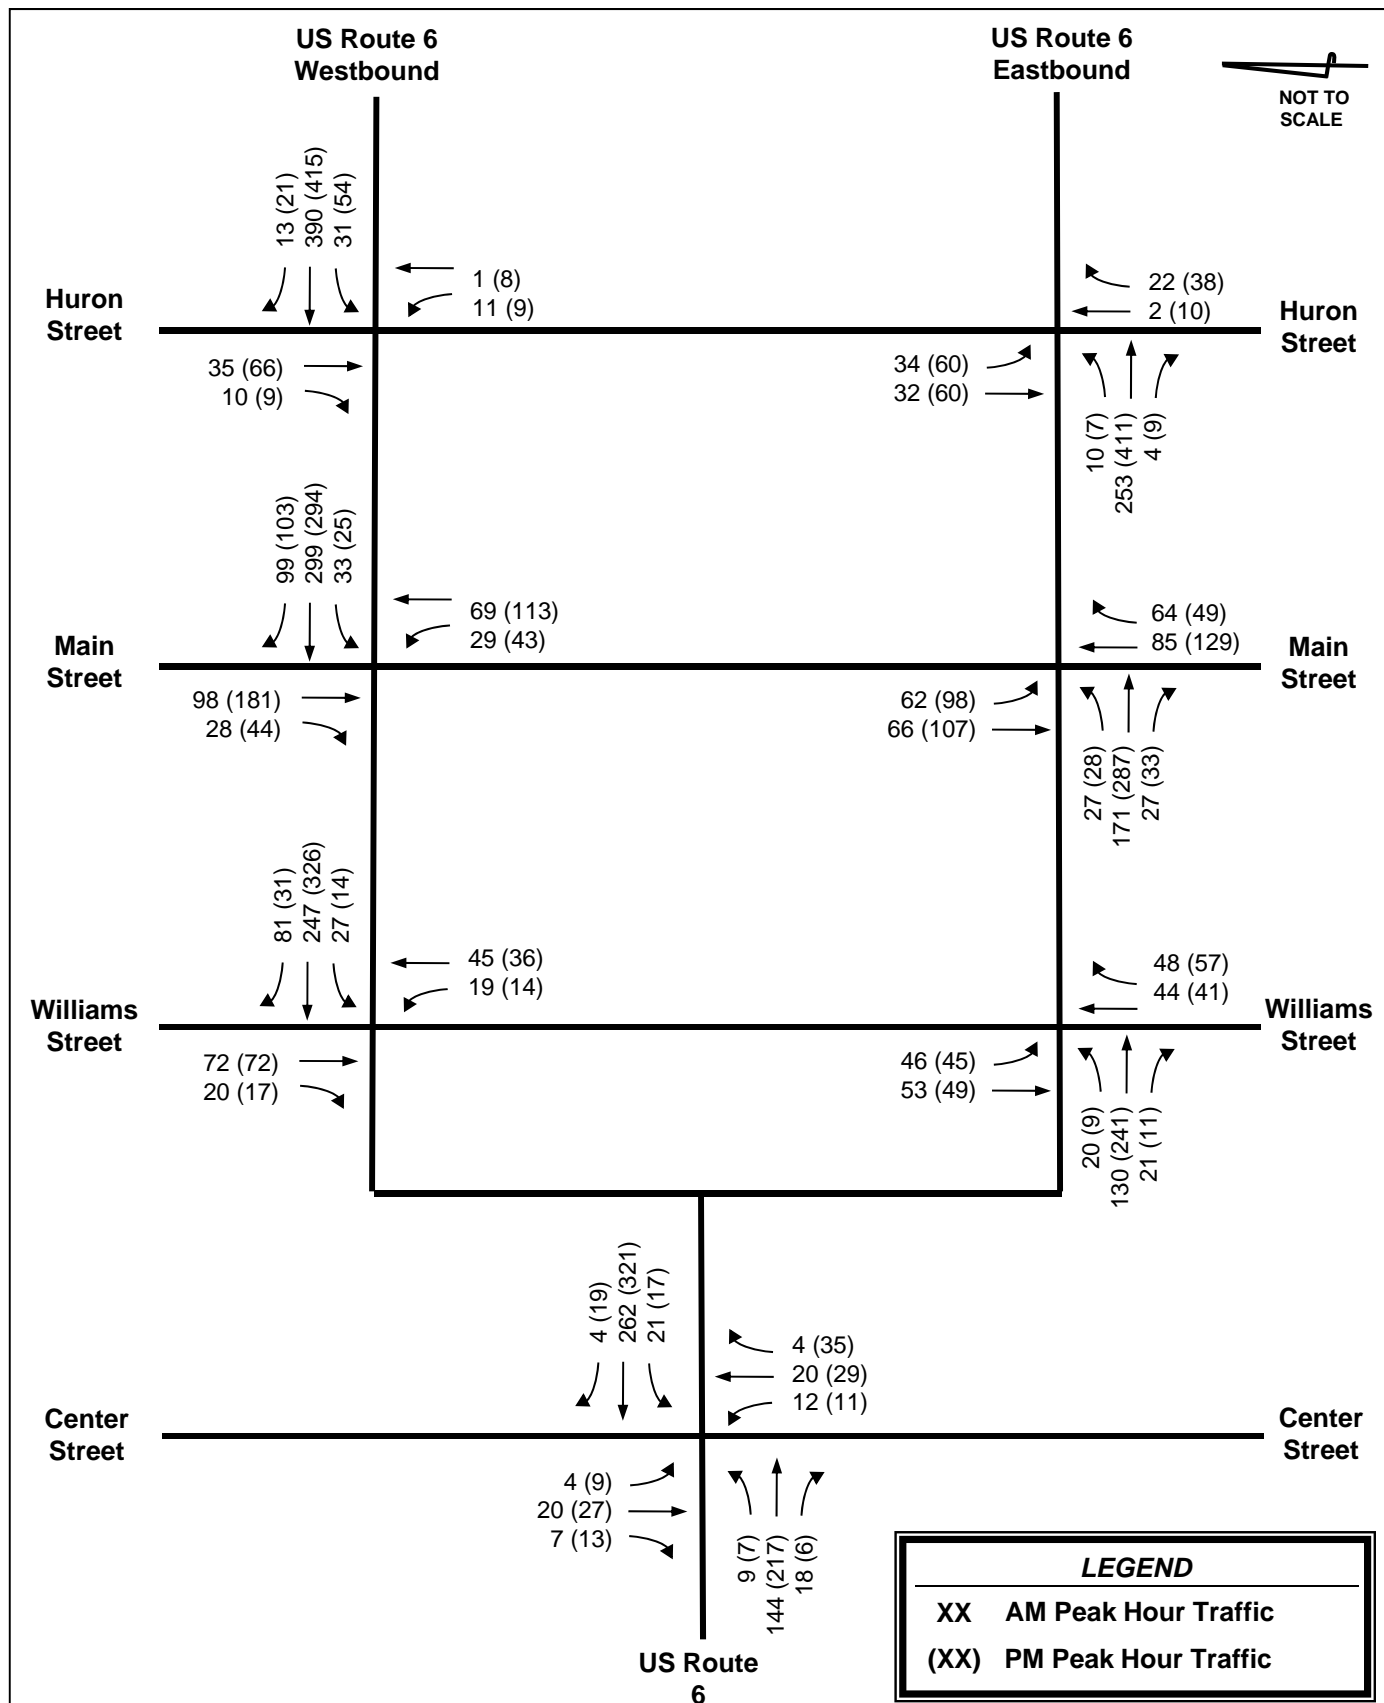 US Route 6
Westbound
US Route 6
Eastbound
NOT TO
SCALE
13 (21)
390 (415)
31 (54)
1 (8)
11 (9)
22 (38)
2 (10)
Huron
Street
Huron
Street
35 (66)
10 (9)
34 (60)
32 (60)
10 (7)
253 (411)
4 (9)
99 (103)
299 (294)
33 (25)
69 (113)
29 (43)
64 (49)
85 (129)
Main
Street
Main
Street
98 (181)
28 (44)
62 (98)
66 (107)
27 (28)
171 (287)
27 (33)
81 (31)
247 (326)
27 (14)
45 (36)
19 (14)
48 (57)
44 (41)
Williams
Street
Williams
Street
72 (72)
20 (17)
46 (45)
53 (49)
20 (9)
130 (241)
21 (11)
4 (19)
262 (321)
21 (17)
4 (35)
20 (29)
12 (11)
Center
Street
Center
Street
4 (9)
20 (27)
7 (13)
9 (7)
144 (217)
18 (6)
US Route
6
LEGEND
XX AM Peak Hour Traffic
(XX) PM Peak Hour Traffic